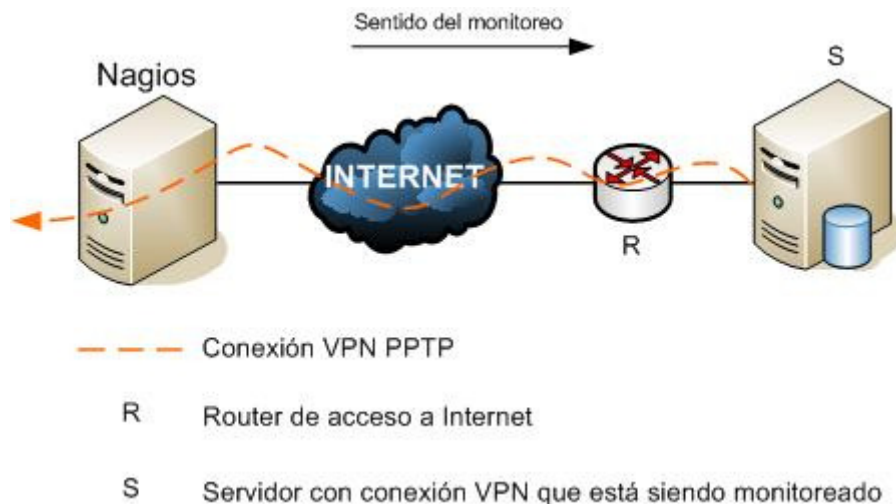 Sentido del monitoreo
Nagios
S
INTERNET
R
Conexión VPN PPTP
R Router de acceso a Internet
S Servidor con conexión VPN que está siendo monitoreado